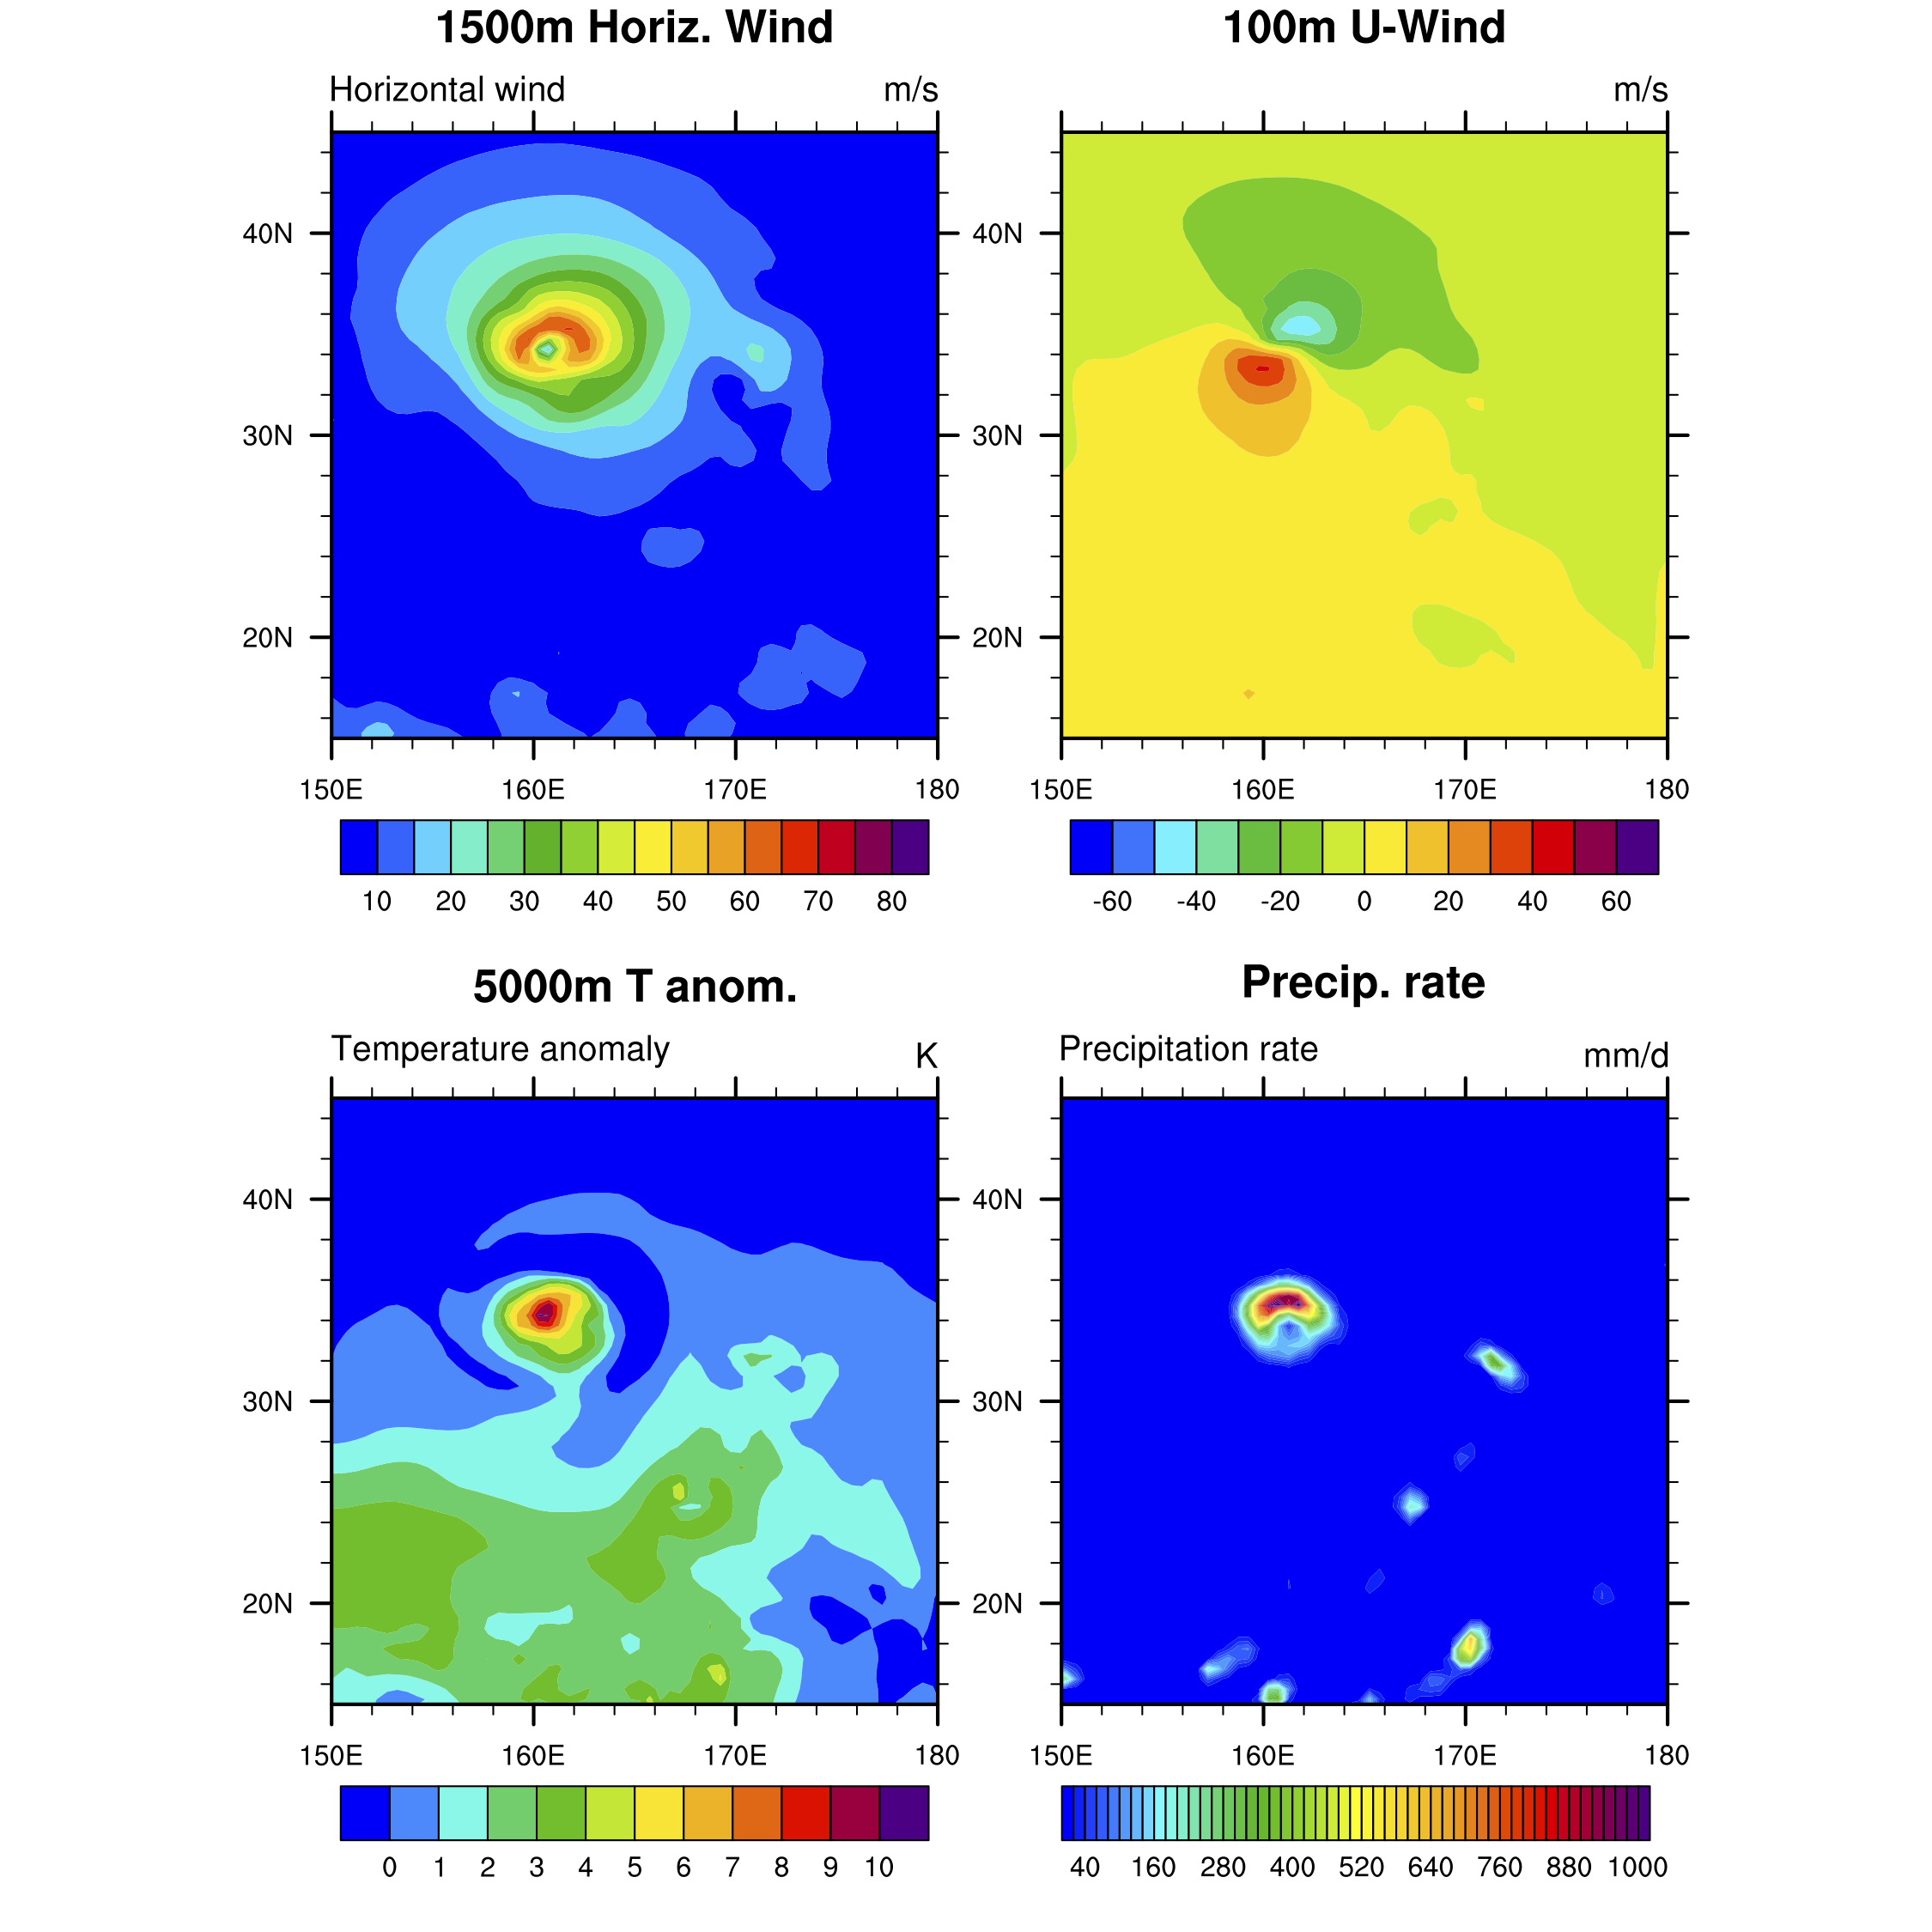 1500m Horiz. Wind
100m U-Wind
Horizontal wind m/s
m/s
40N
30N
20N
150E 160E 170E 180
10 20 30 40 50 60 70 80
40N
30N
20N
150E 160E 170E 180
-60 -40 -20 0 20 40 60
5000m T anom.
Precip. rate
Temperature anomaly K
Precipitation rate mm/d
40N
30N
20N
150E 160E 170E 180
0 1 2 3 4 5 6 7 8 9 10
40N
30N
20N
150E 160E 170E 180
40 160 280 400 520 640 760 880 1000